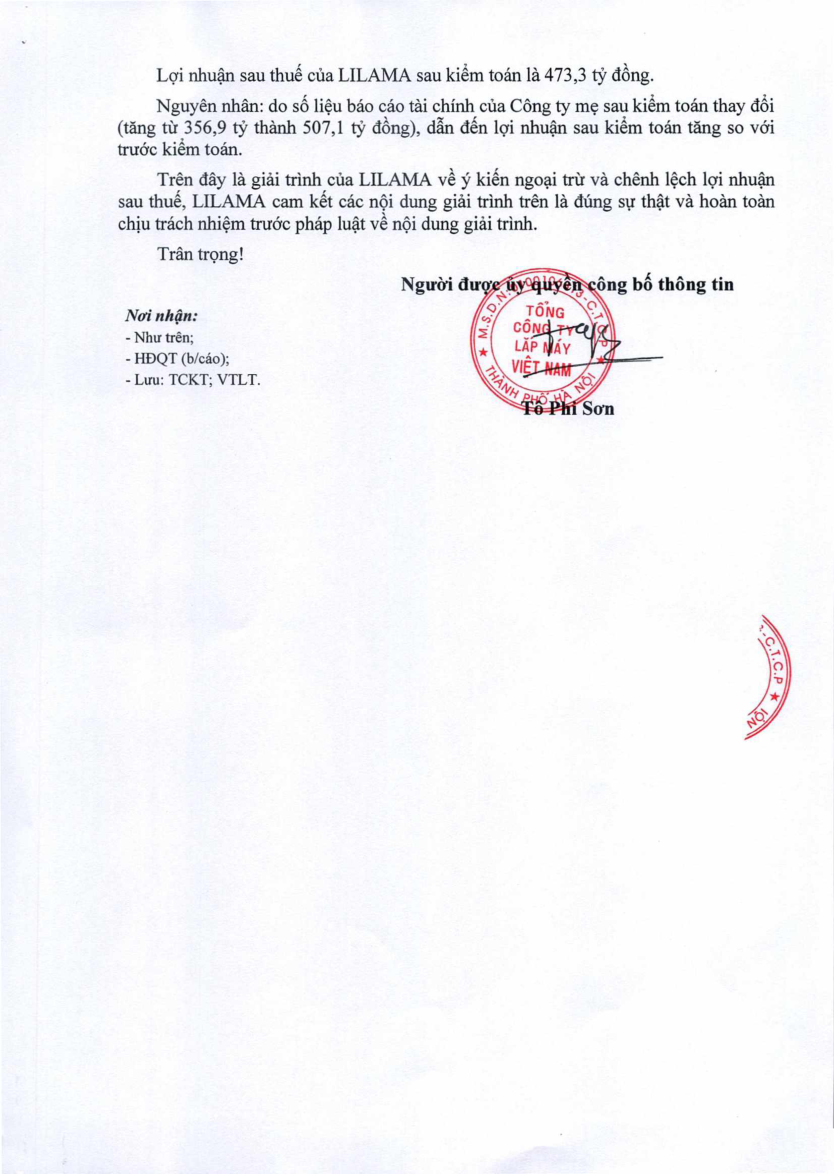 Lợi nhuận sau thuế của LILAMA sau kiểm toán là 473,3 tỷ đồng.
Nguyên nhân: do số liệu báo cáo tài chính của Công ty mẹ sau kiểm toán thay đổi
(tăng từ 356,9 tỷ thành 507,1 tỷ đồng), dẫn đến lợi nhuận sau kiểm toán tăng so với
trước kiểm toán.
Trên đây là giải trình của LILAMA về ý kiến ngoại trừ và chênh lệch lợi nhuận
sau thuế, LILAMA cam kết các nội dung giải trình trên là đúng sự thật và hoàn toàn
chịu trách nhiệm trước pháp luật về nội dung giải trình.
Trân trọng!
Người được ủy quyền công bố thông tin
Nơi nhận:
- Như trên;
- HĐQT (b/cáo);
- Lưu: TCKT; VTLT.
M.S.D.N: C.T.C.P
TỔNG
CÔNG TY
LẮP MÁY
VIỆT NAM
THÀNH PHỐ HÀ NỘI
Tô Phi Sơn
-C.T.C.P
NỘI